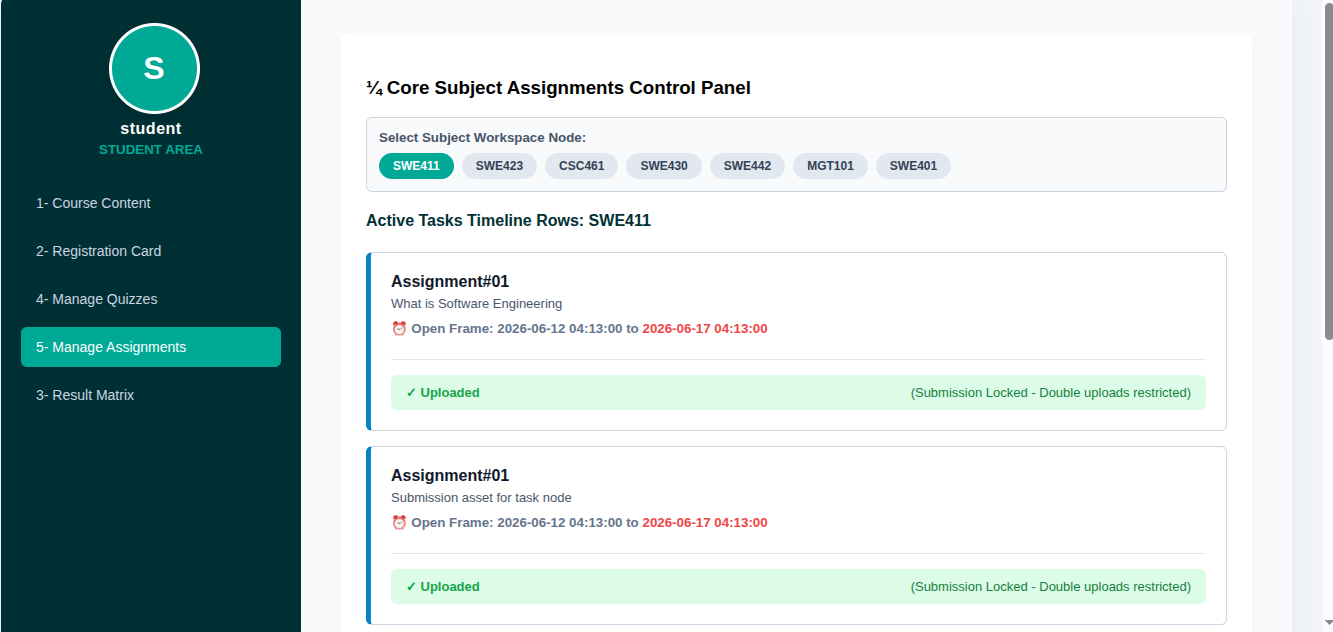 S
student
STUDENT AREA
1- Course Content
2- Registration Card
4- Manage Quizzes
5- Manage Assignments
3- Result Matrix
¼ Core Subject Assignments Control Panel
Select Subject Workspace Node:
SWE411 SWE423 CSC461 SWE430 SWE442 MGT101 SWE401
Active Tasks Timeline Rows: SWE411
Assignment#01
What is Software Engineering
⏰ Open Frame: 2026-06-12 04:13:00 to 2026-06-17 04:13:00
✓ Uploaded (Submission Locked - Double uploads restricted)
Assignment#01
Submission asset for task node
⏰ Open Frame: 2026-06-12 04:13:00 to 2026-06-17 04:13:00
✓ Uploaded (Submission Locked - Double uploads restricted)